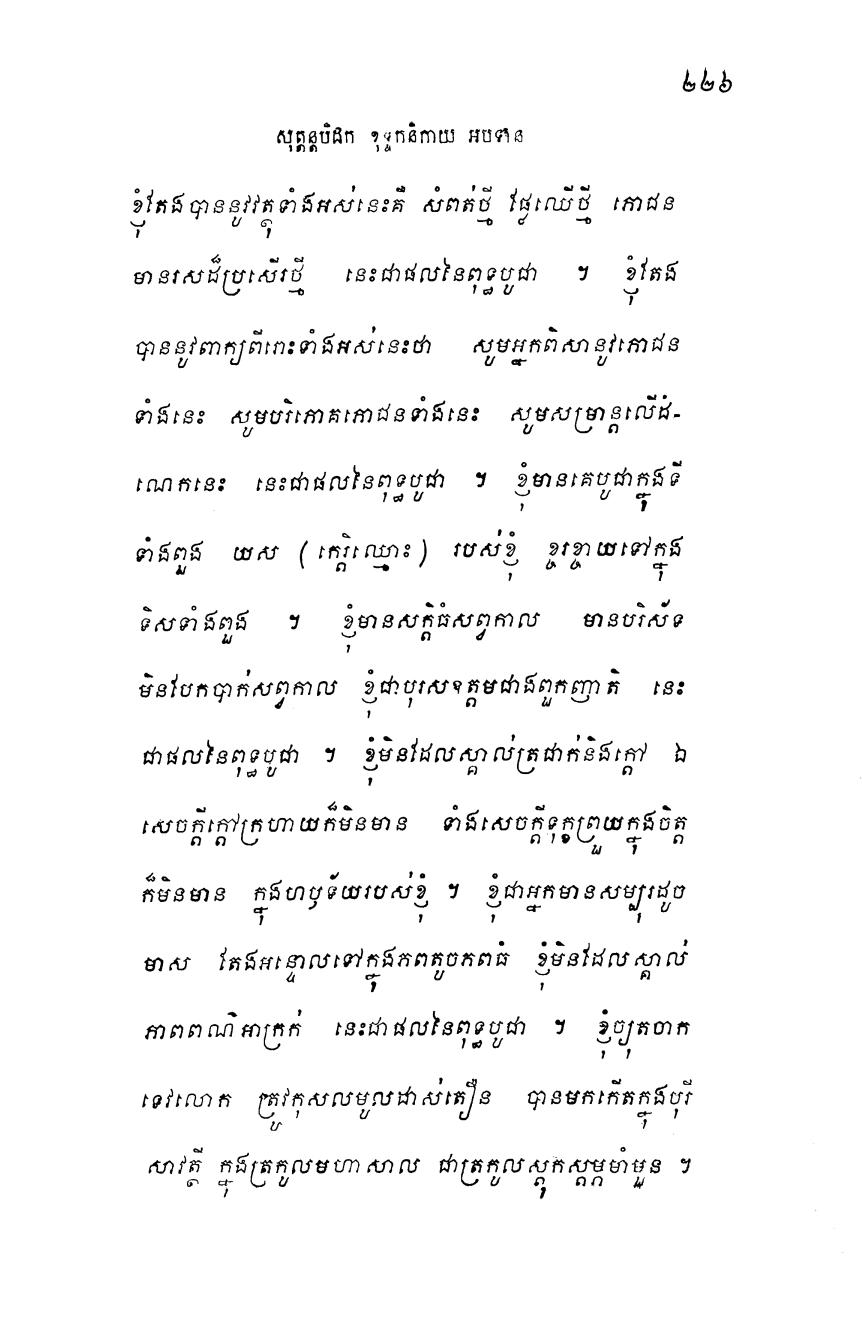 ២២៦
សុត្តន្តបិដក ខុទ្ទកនិកាយ អបទាន
ខ្ញុំតែងបាននូវវត្ថុទាំងអស់នេះគឺ សំពត់ថ្មី ផ្លែឈើថ្មី ភោជន
មានរសដ៏ប្រសើរថ្មី នេះជាផលនៃពុទ្ធបូជា ។ ខ្ញុំតែង
បាននូវពាក្យពីរោះទាំងអស់នេះថា សូមអ្នកពិសានូវភោជន
ទាំងនេះ សូមបរិភោគភោជនទាំងនេះ សូមសម្រាន្តលើដំ-
ណេកនេះ នេះជាផលនៃពុទ្ធបូជា ។ ខ្ញុំមានគេបូជាក្នុងទី
ទាំងពួង យស (កេរ្តិ៍ឈ្មោះ) របស់ខ្ញុំ ខ្ចរខ្ចាយទៅក្នុង
ទិសទាំងពួង ។ ខ្ញុំមានសក្តិធំសព្វកាល មានបរិស័ទ
មិនបែកបាក់សព្វកាល ខ្ញុំជាបុរសឧត្តមជាងពួកញាតិ នេះ
ជាផលនៃពុទ្ធបូជា ។ ខ្ញុំមិនដែលស្គាល់ត្រជាក់និងក្តៅ ឯ
សេចក្តីក្តៅក្រហាយក៏មិនមាន ទាំងសេចក្តីទុក្ខព្រួយក្នុងចិត្ត
ក៏មិនមាន ក្នុងហឫទ័យរបស់ខ្ញុំ ។ ខ្ញុំជាអ្នកមានសម្បុរដូច
មាស តែងអន្ទោលទៅក្នុងភពតូចភពធំ ខ្ញុំមិនដែលស្គាល់
ភាពពណ៌អាក្រក់ នេះជាផលនៃពុទ្ធបូជា ។ ខ្ញុំច្យុតចាក
ទេវលោក ត្រូវកុសលមូលដាស់តឿន បានមកកើតក្នុងបុរី
សាវត្ថី ក្នុងត្រកូលមហាសាល ជាត្រកូលស្តុកស្តម្ភមាំមួន ។